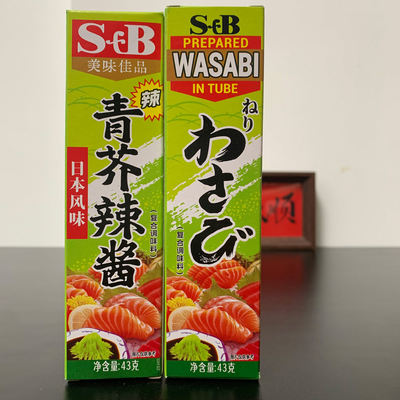 S&B
美味佳品
辣
青芥辣酱
日本风味
(复合调味料)
净含量:43克
S&B
PREPARED
WASABI
IN TUBE
ねり
わさび
(复合调味料)
净含量:43克
顺